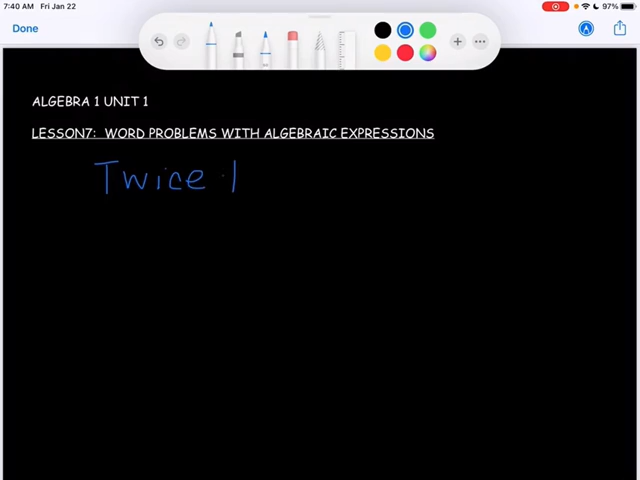 7:40 AM Fri Jan 22
97%
Done
ALGEBRA 1 UNIT 1
LESSON7: WORD PROBLEMS WITH ALGEBRAIC EXPRESSIONS
Twice